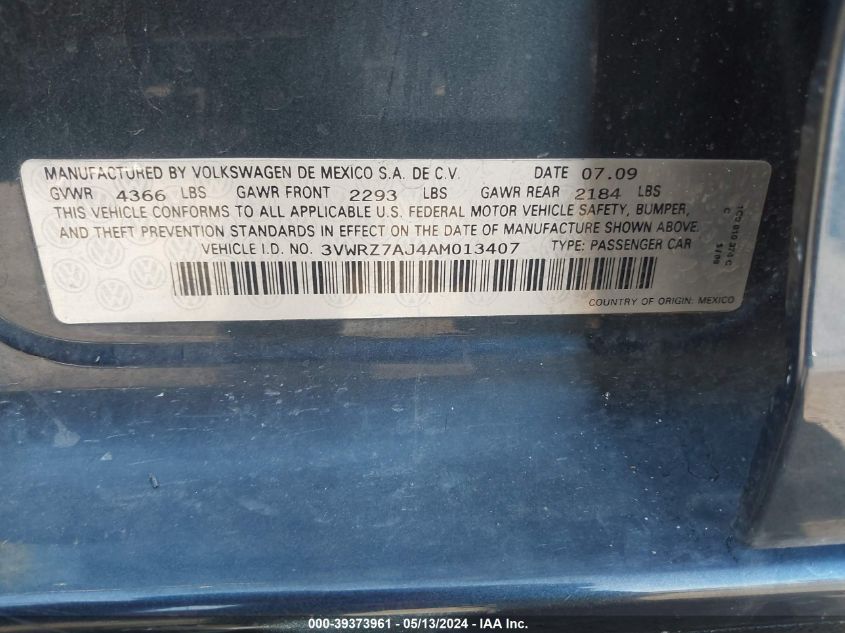 MANUFACTURED BY VOLKSWAGEN DE MEXICO S.A. DE C.V. DATE 07.09
GVWR 4366 LBS GAWR FRONT 2293 LBS GAWR REAR 2184 LBS
THIS VEHICLE CONFORMS TO ALL APPLICABLE U.S. FEDERAL MOTOR VEHICLE SAFETY, BUMPER,
AND THEFT PREVENTION STANDARDS IN EFFECT ON THE DATE OF MANUFACTURE SHOWN ABOVE.
VEHICLE I.D. NO. 3VWRZ7AJ4AM013407 TYPE: PASSENGER CAR
COUNTRY OF ORIGIN: MEXICO
000-39373961 - 05/13/2024 - IAA Inc.